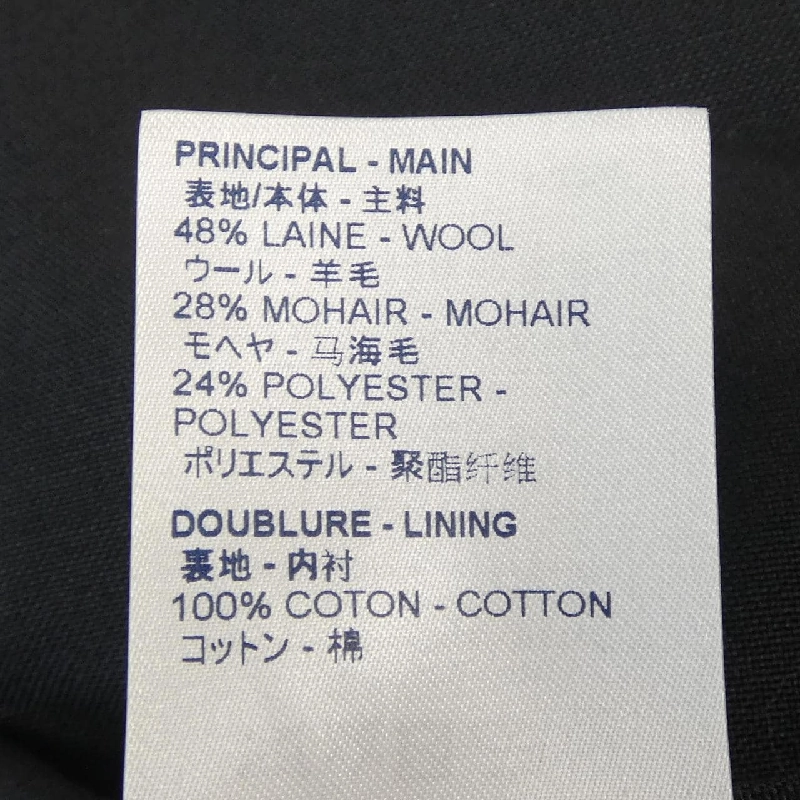 PRINCIPAL - MAIN
表地/本体 - 主料
48% LAINE - WOOL
ウール - 羊毛
28% MOHAIR - MOHAIR
モヘヤ - 马海毛
24% POLYESTER -
POLYESTER
ポリエステル - 聚酯纤维
DOUBLURE - LINING
裏地 - 内衬
100% COTON - COTTON
コットン - 棉